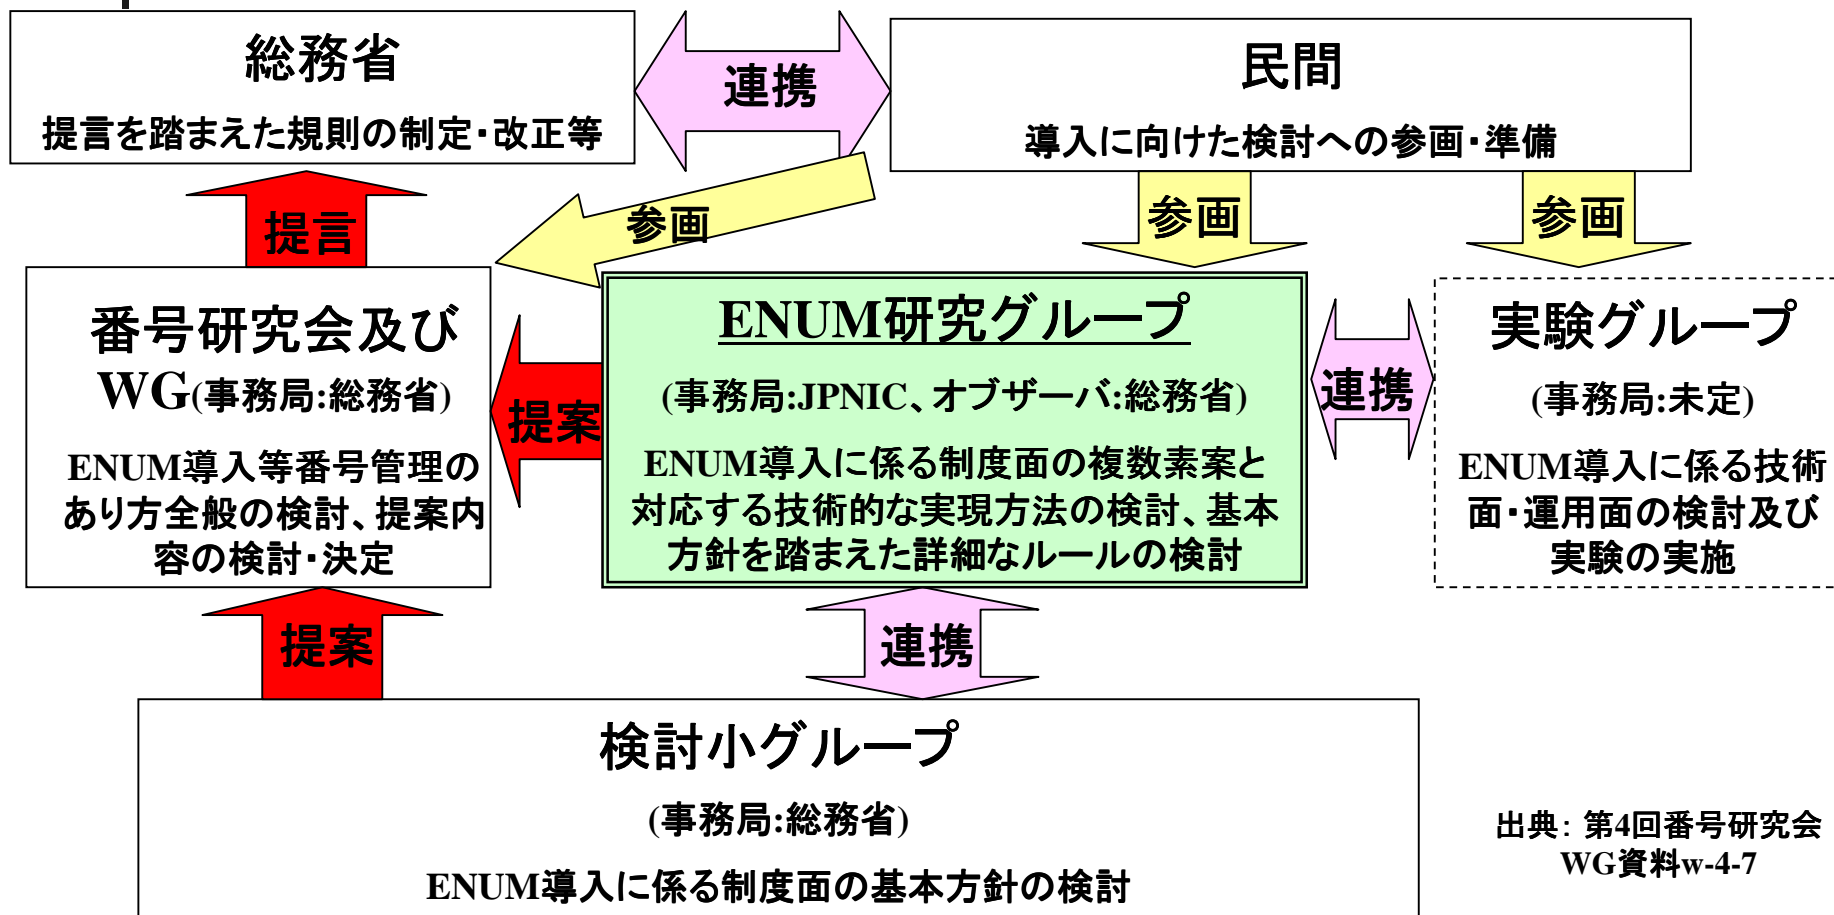 総務省
提言を踏まえた規則の制定・改正等
連携
民間
導入に向けた検討への参画・準備
提言
参画
参画
参画
番号研究会及び
WG(事務局:総務省)
ENUM導入等番号管理の
あり方全般の検討、提案内
容の検討・決定
提案
ENUM研究グループ
(事務局:JPNIC、オブザーバ:総務省)
ENUM導入に係る制度面の複数素案と
対応する技術的な実現方法の検討、基本
方針を踏まえた詳細なルールの検討
連携
実験グループ
(事務局:未定)
ENUM導入に係る技術
面・運用面の検討及び
実験の実施
提案
連携
検討小グループ
(事務局:総務省)
ENUM導入に係る制度面の基本方針の検討
出典: 第4回番号研究会
WG資料w-4-7